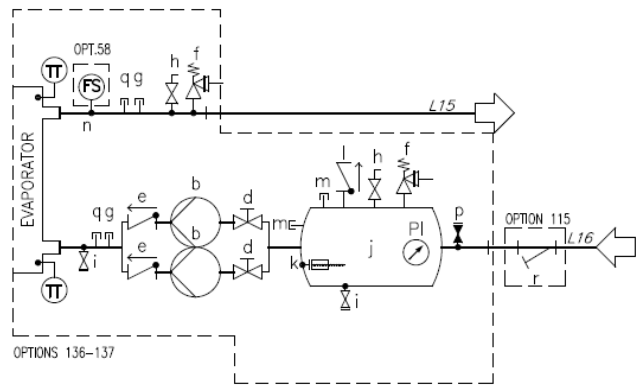 OPT.58
TT
FS
q g
h
f
n
L15
EVAPORATOR
l
h
f
m
e
b
d
q g
m
p
OPTION 115
PI
j
L16
e
b
d
k
i
i
r
TT
OPTIONS 136-137